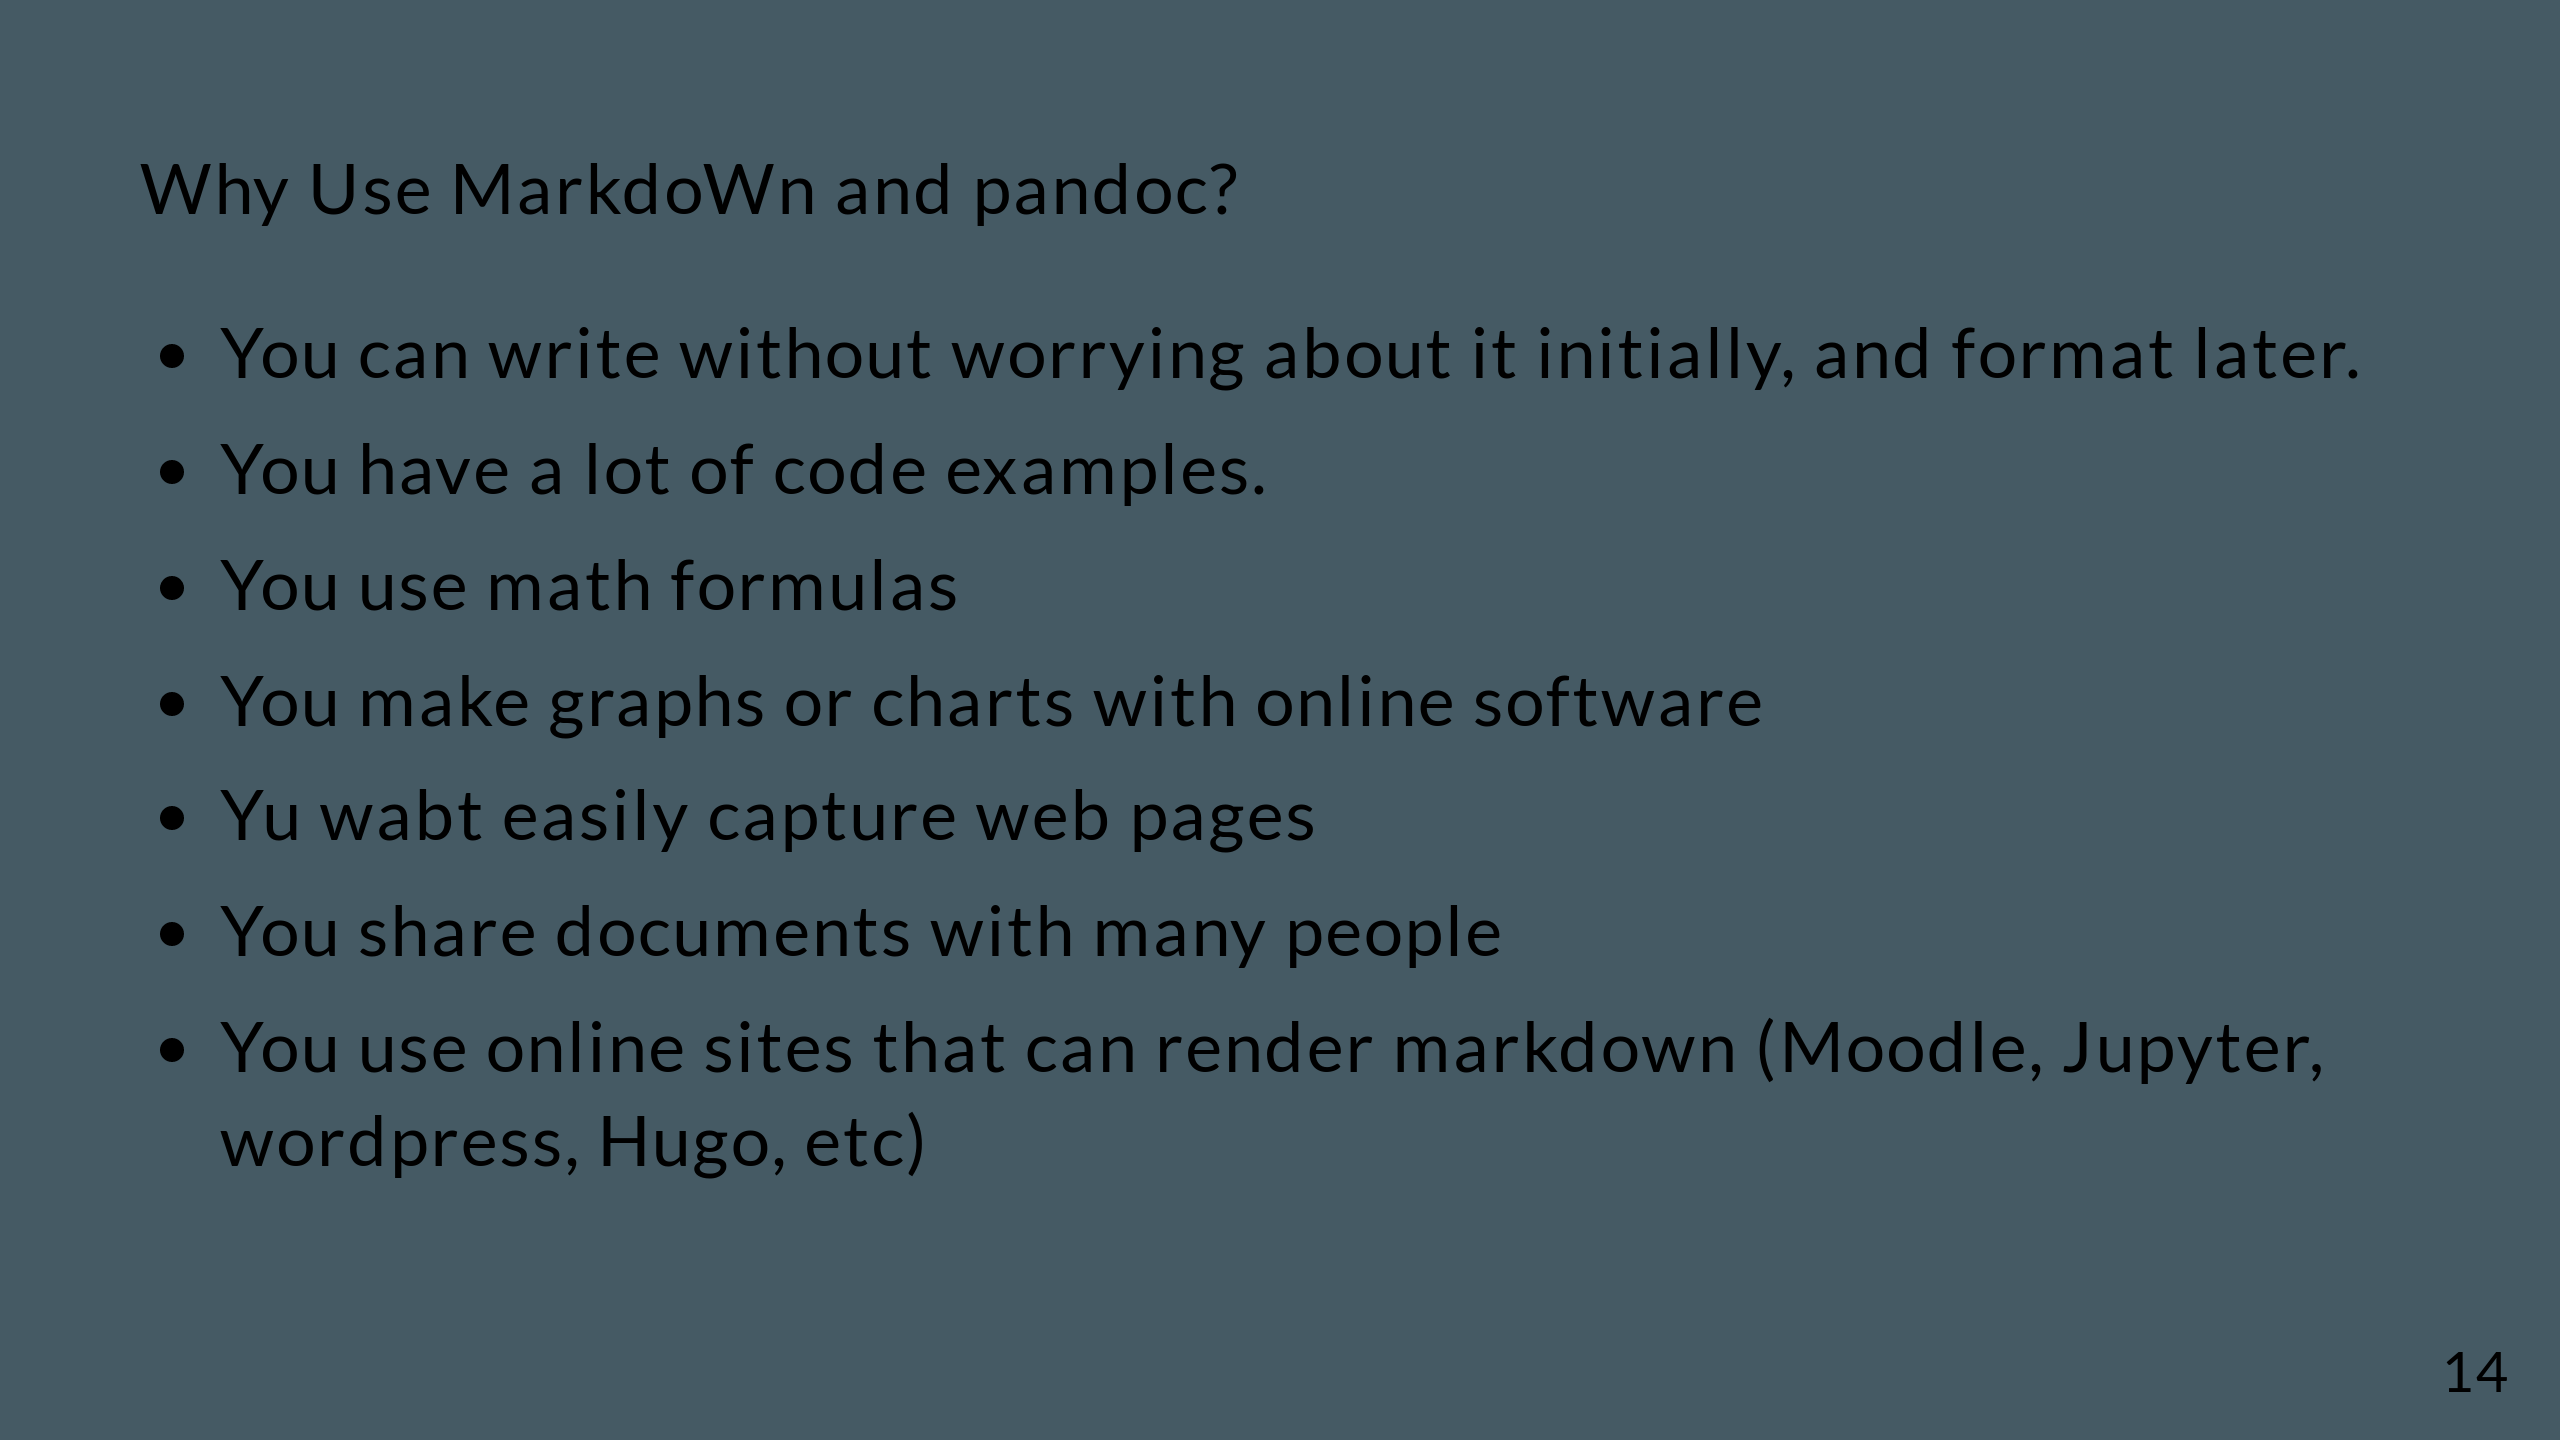 Why Use MarkdoWn and pandoc?
• You can write without worrying about it initially, and format later.
• You have a lot of code examples.
• You use math formulas
• You make graphs or charts with online software
• Yu wabt easily capture web pages
• You share documents with many people
• You use online sites that can render markdown (Moodle, Jupyter,
wordpress, Hugo, etc)
14